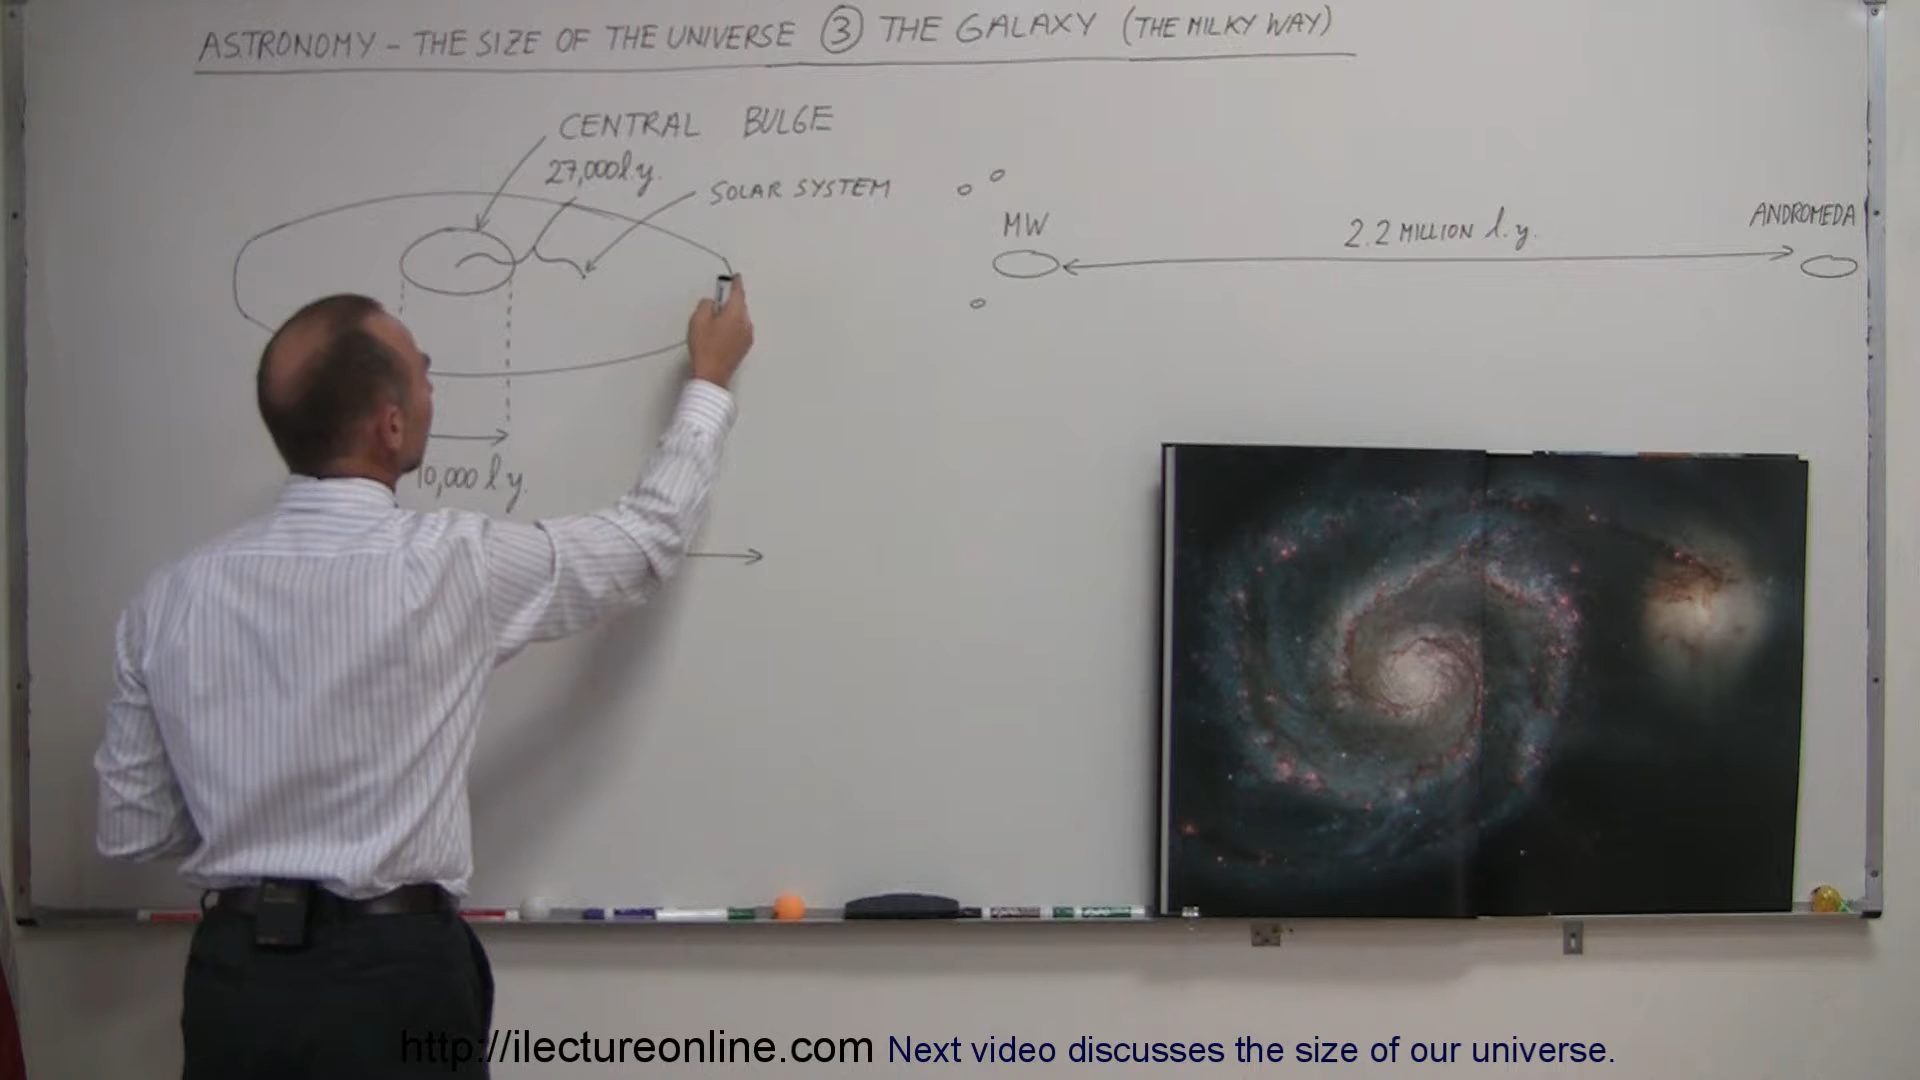 ASTRONOMY - THE SIZE OF THE UNIVERSE ③ THE GALAXY (THE MILKY WAY)
CENTRAL BULGE
27,000 l.y.
SOLAR SYSTEM
MW
2.2 MILLION l.y.
ANDROMEDA
10,000 l y.
http://ilectureonline.com Next video discusses the size of our universe.